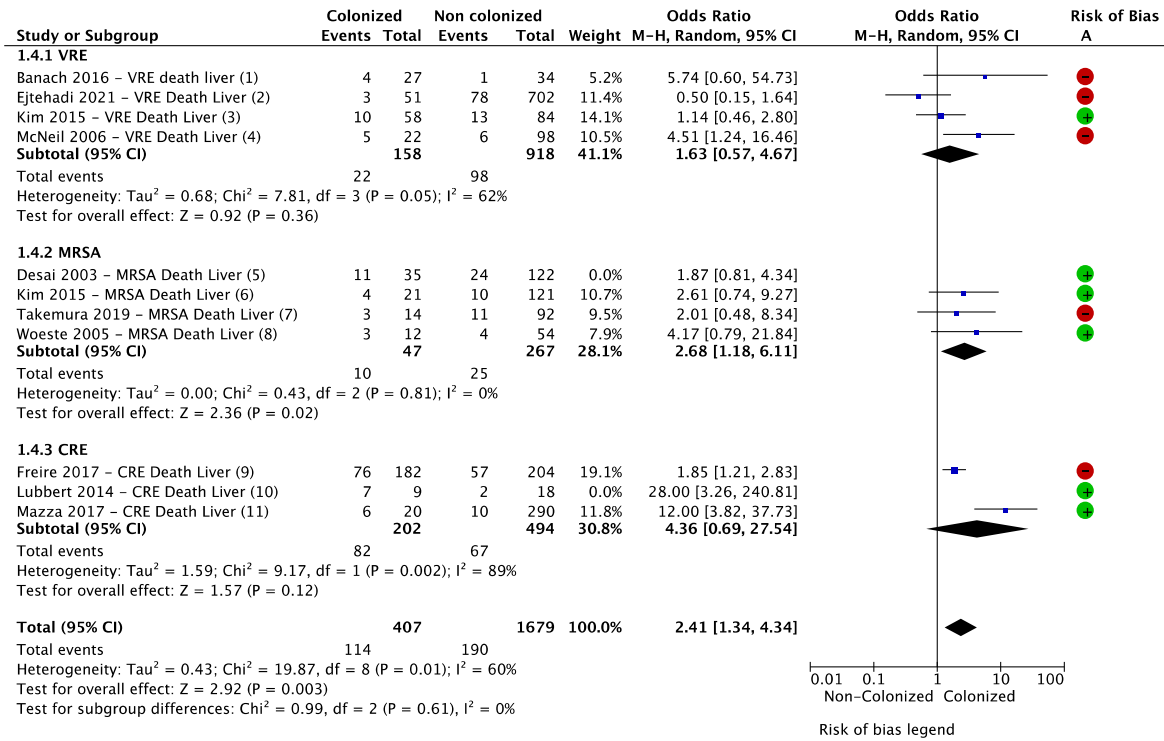 Colonized Non colonized Odds Ratio Odds Ratio Risk of Bias
Study or Subgroup Events Total Events Total Weight M-H, Random, 95% CI M-H, Random, 95% CI A
1.4.1 VRE
Banach 2016 – VRE death liver (1) 4 27 1 34 5.2% 5.74 [0.60, 54.73] −
Ejtehadi 2021 – VRE Death Liver (2) 3 51 78 702 11.4% 0.50 [0.15, 1.64] −
Kim 2015 – VRE Death Liver (3) 10 58 13 84 14.9% 1.14 [0.46, 2.80] +
McNeil 2006 – VRE Death Liver (4) 5 22 6 98 10.5% 4.51 [1.24, 16.46] −
Subtotal (95% CI) 158 918 41.1% 1.63 [0.57, 4.67]
Total events 22 98
Heterogeneity: Tau² = 0.68; Chi² = 7.81, df = 3 (P = 0.05); I² = 62%
Test for overall effect: Z = 0.92 (P = 0.36)
1.4.2 MRSA
Desai 2003 – MRSA Death Liver (5) 11 35 24 122 0.0% 1.87 [0.81, 4.34] +
Kim 2015 – MRSA Death Liver (6) 4 21 10 121 10.7% 2.61 [0.74, 9.27] +
Takemura 2019 – MRSA Death Liver (7) 3 14 11 92 9.5% 2.01 [0.48, 8.34] −
Woeste 2005 – MRSA Death Liver (8) 3 12 4 54 7.9% 4.17 [0.79, 21.84] +
Subtotal (95% CI) 47 267 28.1% 2.68 [1.18, 6.11]
Total events 10 25
Heterogeneity: Tau² = 0.00; Chi² = 0.43, df = 2 (P = 0.81); I² = 0%
Test for overall effect: Z = 2.36 (P = 0.02)
1.4.3 CRE
Freire 2017 – CRE Death Liver (9) 76 182 57 204 19.1% 1.85 [1.21, 2.83] −
Lubbert 2014 – CRE Death Liver (10) 7 9 2 18 0.0% 28.00 [3.26, 240.81] +
Mazza 2017 – CRE Death Liver (11) 6 20 10 290 11.8% 12.00 [3.82, 37.73] +
Subtotal (95% CI) 202 494 30.8% 4.36 [0.69, 27.54]
Total events 82 67
Heterogeneity: Tau² = 1.59; Chi² = 9.17, df = 1 (P = 0.002); I² = 89%
Test for overall effect: Z = 1.57 (P = 0.12)
Total (95% CI) 407 1679 100.0% 2.41 [1.34, 4.34]
Total events 114 190
Heterogeneity: Tau² = 0.43; Chi² = 19.87, df = 8 (P = 0.01); I² = 60%
Test for overall effect: Z = 2.92 (P = 0.003)
Test for subgroup differences: Chi² = 0.99, df = 2 (P = 0.61), I² = 0%
0.01 0.1 1 10 100
Non-Colonized Colonized
Risk of bias legend